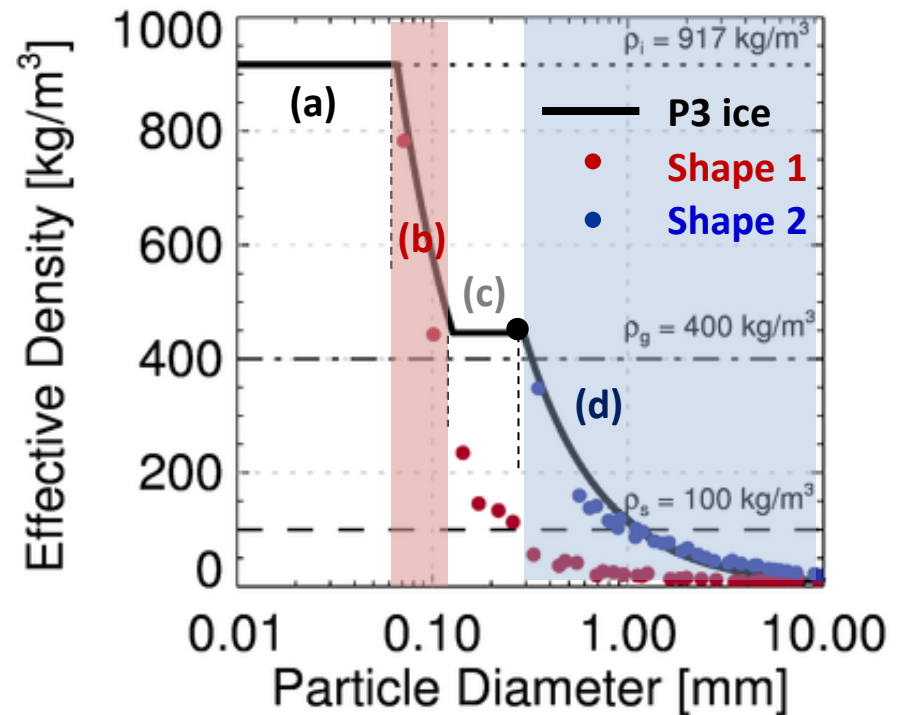 1000
800
600
400
200
0
Effective Density [kg/m³]
ρᵢ = 917 kg/m³
(a)
P3 ice
Shape 1
Shape 2
(b)
(c)
ρg = 400 kg/m³
(d)
ρₛ = 100 kg/m³
0.01 0.10 1.00 10.00
Particle Diameter [mm]